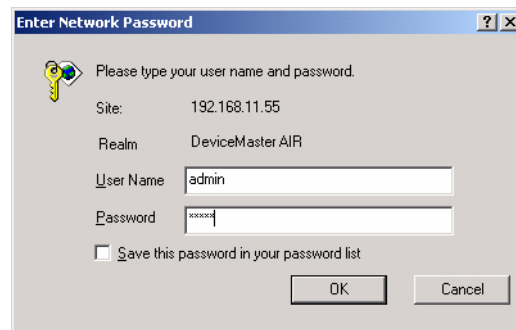 Enter Network Password
Please type your user name and password.
Site: 192.168.11.55
Realm DeviceMaster AIR
User Name admin
Password xxxxx
Save this password in your password list
OK Cancel